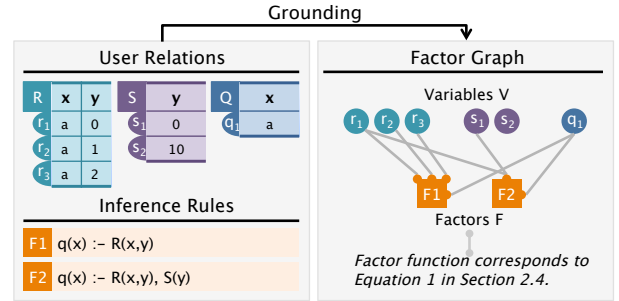 Grounding
User Relations
R x y
r1 a 0
r2 a 1
r3 a 2
S y
s1 0
s2 10
Q x
q1 a
Inference Rules
F1 q(x) :- R(x,y)
F2 q(x) :- R(x,y), S(y)
Factor Graph
Variables V
r1 r2 r3 s1 s2 q1
F1 F2
Factors F
Factor function corresponds to
Equation 1 in Section 2.4.